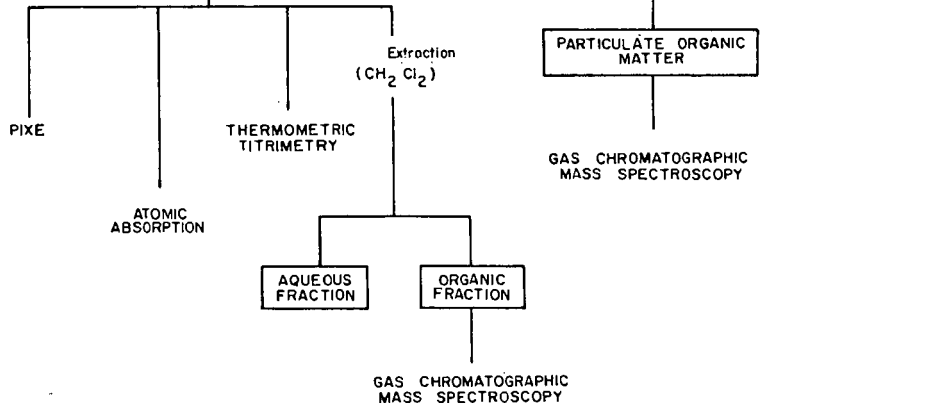 PARTICULATE ORGANIC
MATTER
Extraction
(CH2 Cl2)
PIXE
THERMOMETRIC
TITRIMETRY
GAS CHROMATOGRAPHIC
MASS SPECTROSCOPY
ATOMIC
ABSORPTION
AQUEOUS
FRACTION
ORGANIC
FRACTION
GAS CHROMATOGRAPHIC
MASS SPECTROSCOPY